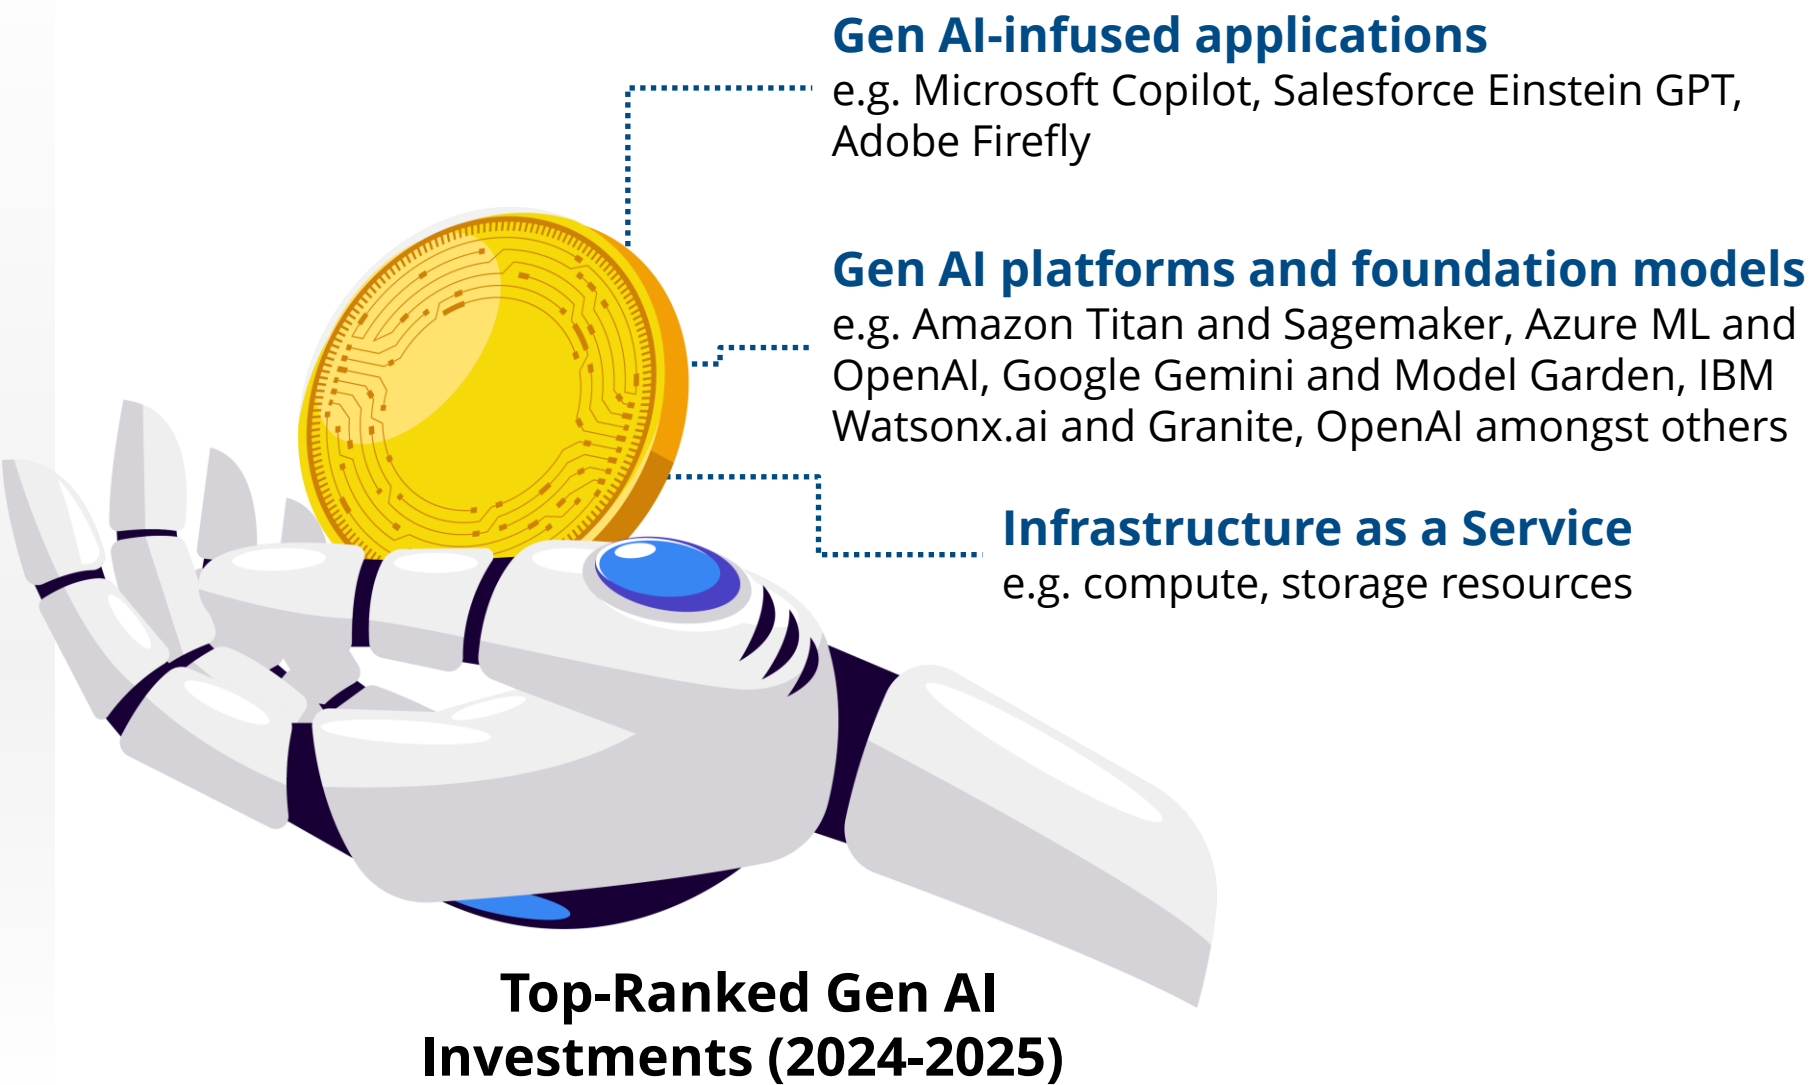 Gen AI-infused applications
e.g. Microsoft Copilot, Salesforce Einstein GPT,
Adobe Firefly
Gen AI platforms and foundation models
e.g. Amazon Titan and Sagemaker, Azure ML and
OpenAI, Google Gemini and Model Garden, IBM
Watsonx.ai and Granite, OpenAI amongst others
Infrastructure as a Service
e.g. compute, storage resources
Top-Ranked Gen AI
Investments (2024-2025)